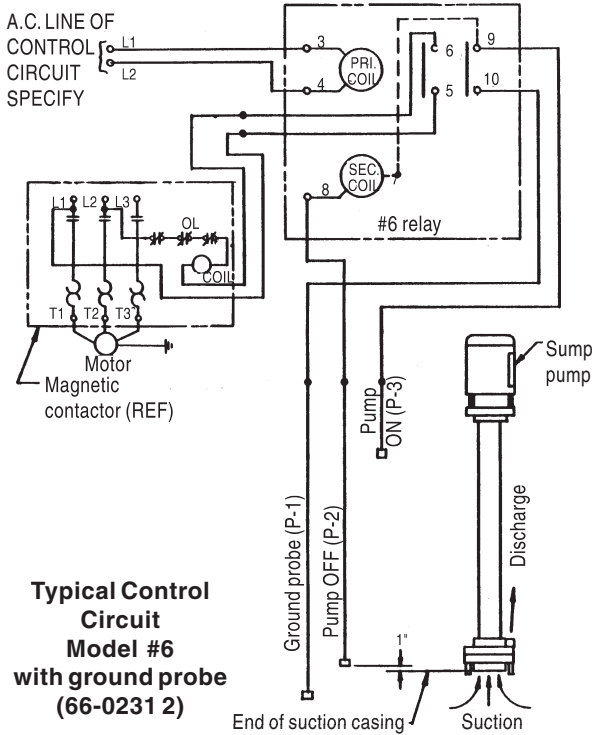 A.C. LINE OF
CONTROL
CIRCUIT
SPECIFY
L1
L2
3
4
PRI.
COIL
6
5
9
10
SEC.
COIL
7
8
#6 relay
L1
L2
L3
OL
COIL
T1
T2
T3
Motor
Magnetic
contactor (REF)
Sump
pump
Pump
ON (P-3)
Ground probe (P-1)
Pump OFF (P-2)
Discharge
1"
End of suction casing
Suction
Typical Control
Circuit
Model #6
with ground probe
(66-0231 2)